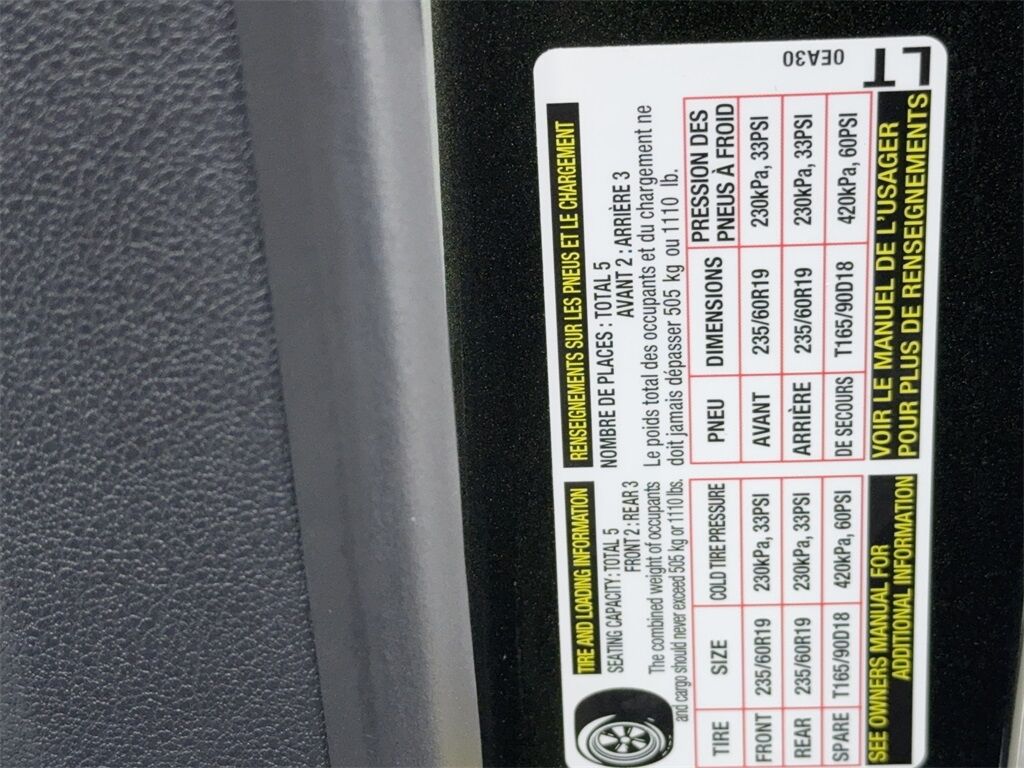 TIRE AND LOADING INFORMATION
SEATING CAPACITY: TOTAL 5
FRONT 2 : REAR 3
The combined weight of occupants
and cargo should never exceed 505 kg or 1110 lbs.
TIRE SIZE COLD TIRE PRESSURE
FRONT 235/60R19 230kPa, 33PSI
REAR 235/60R19 230kPa, 33PSI
SPARE T165/90D18 420kPa, 60PSI
SEE OWNERS MANUAL FOR
ADDITIONAL INFORMATION
RENSEIGNEMENTS SUR LES PNEUS ET LE CHARGEMENT
NOMBRE DE PLACES : TOTAL 5
AVANT 2 : ARRIÈRE 3
Le poids total des occupants et du chargement ne
doit jamais dépasser 505 kg ou 1110 lb.
PNEU DIMENSIONS PRESSION DES
PNEUS À FROID
AVANT 235/60R19 230kPa, 33PSI
ARRIÈRE 235/60R19 230kPa, 33PSI
DE SECOURS T165/90D18 420kPa, 60PSI
VOIR LE MANUEL DE L'USAGER
POUR PLUS DE RENSEIGNEMENTS
0EA30